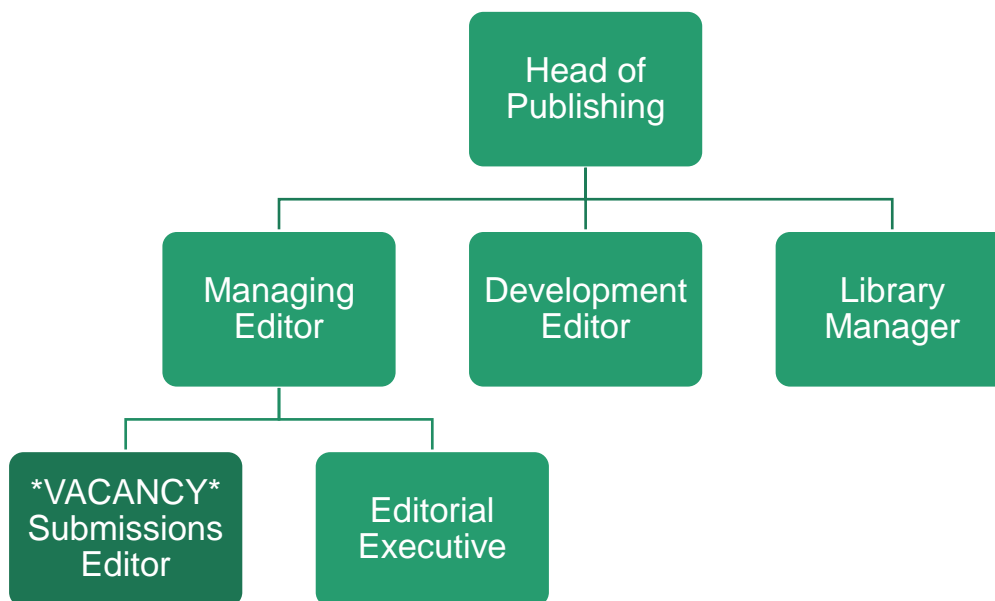 Head of
Publishing
Managing
Editor
Development
Editor
Library
Manager
*VACANCY*
Submissions
Editor
Editorial
Executive